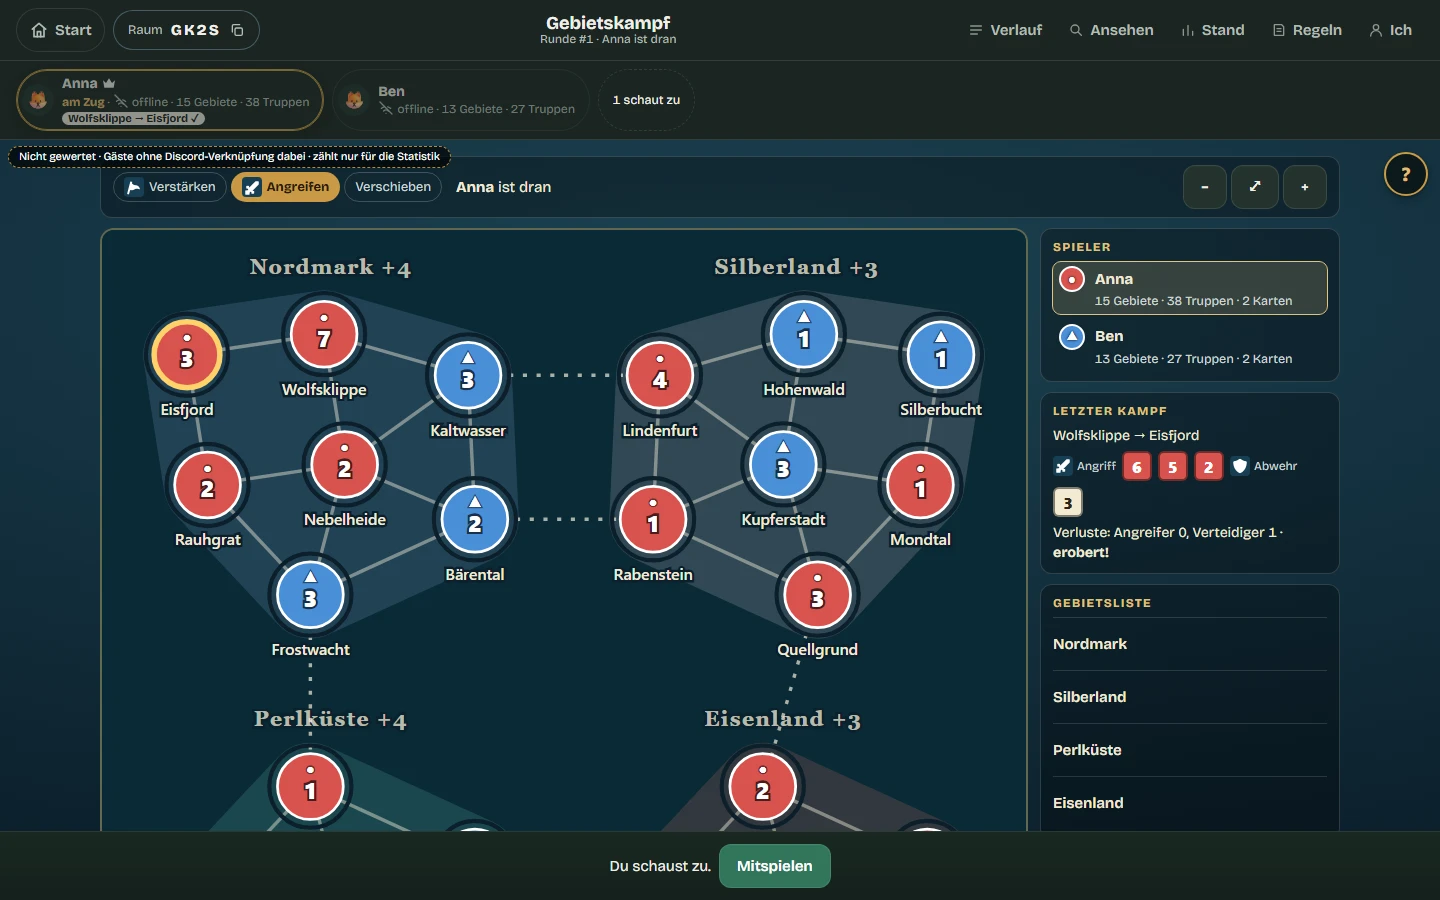 Start
Raum GK2S
Gebietskampf
Runde #1 · Anna ist dran
Verlauf
Ansehen
Stand
Regeln
Ich
Anna
am Zug · offline · 15 Gebiete · 38 Truppen
Wolfsklippe → Eisfjord ✓
Ben
offline · 13 Gebiete · 27 Truppen
1 schaut zu
Nicht gewertet · Gäste ohne Discord-Verknüpfung dabei · zählt nur für die Statistik
Verstärken
Angreifen
Verschieben
Anna ist dran
−
+
?
Nordmark +4
Silberland +3
3
Eisfjord
7
Wolfsklippe
3
Kaltwasser
4
Lindenfurt
1
Hohenwald
1
Silberbucht
2
Rauhgrat
2
Nebelheide
2
Bärental
1
Rabenstein
3
Kupferstadt
1
Mondtal
3
Frostwacht
3
Quellgrund
Perlküste +4
Eisenland +3
1
2
SPIELER
Anna
15 Gebiete · 38 Truppen · 2 Karten
Ben
13 Gebiete · 27 Truppen · 2 Karten
LETZTER KAMPF
Wolfsklippe → Eisfjord
Angriff 6 5 2 Abwehr
3
Verluste: Angreifer 0, Verteidiger 1 ·
erobert!
GEBIETSLISTE
Nordmark
Silberland
Perlküste
Eisenland
Du schaust zu.
Mitspielen